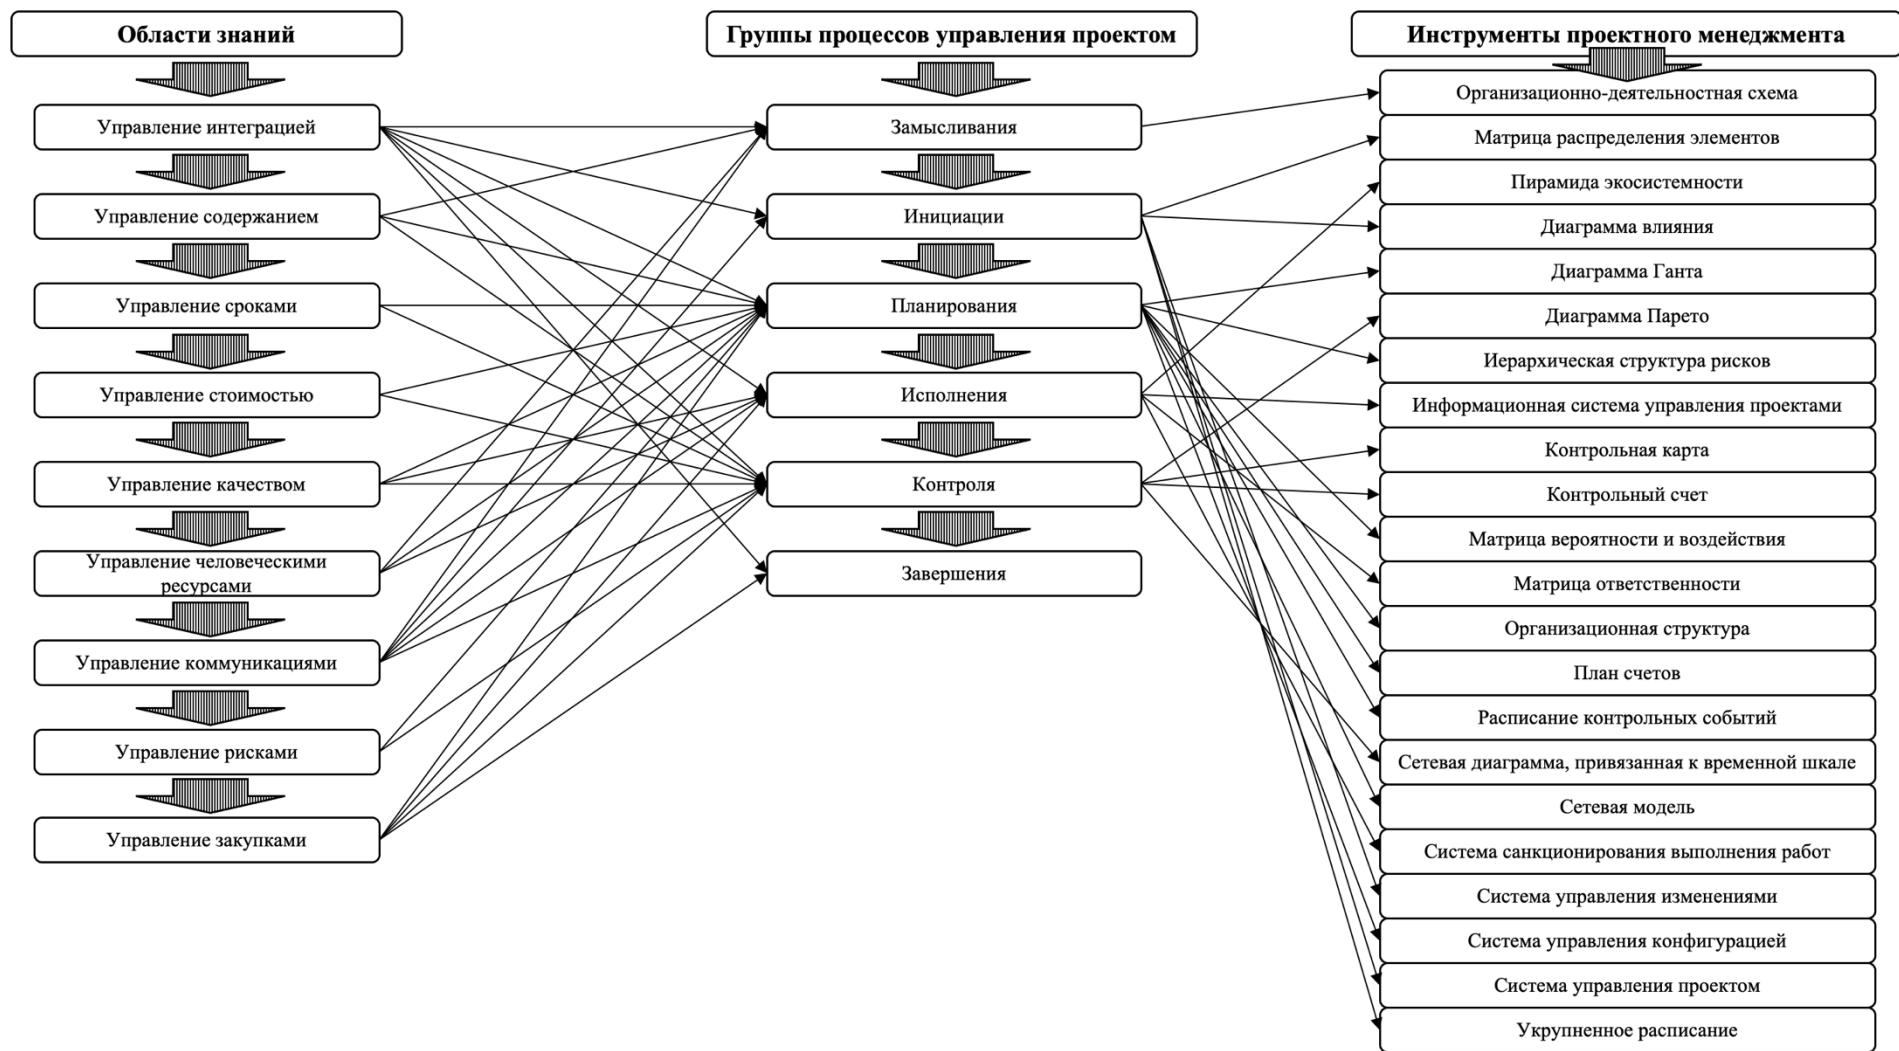 Области знаний
Управление интеграцией
Управление содержанием
Управление сроками
Управление стоимостью
Управление качеством
Управление человеческими
ресурсами
Управление коммуникациями
Управление рисками
Управление закупками
Группы процессов управления проектом
Замысливания
Инициации
Планирования
Исполнения
Контроля
Завершения
Инструменты проектного менеджмента
Организационно-деятельностная схема
Матрица распределения элементов
Пирамида экосистемности
Диаграмма влияния
Диаграмма Ганта
Диаграмма Парето
Иерархическая структура рисков
Информационная система управления проектами
Контрольная карта
Контрольный счет
Матрица вероятности и воздействия
Матрица ответственности
Организационная структура
План счетов
Расписание контрольных событий
Сетевая диаграмма, привязанная к временной шкале
Сетевая модель
Система санкционирования выполнения работ
Система управления изменениями
Система управления конфигурацией
Система управления проектом
Укрупненное расписание